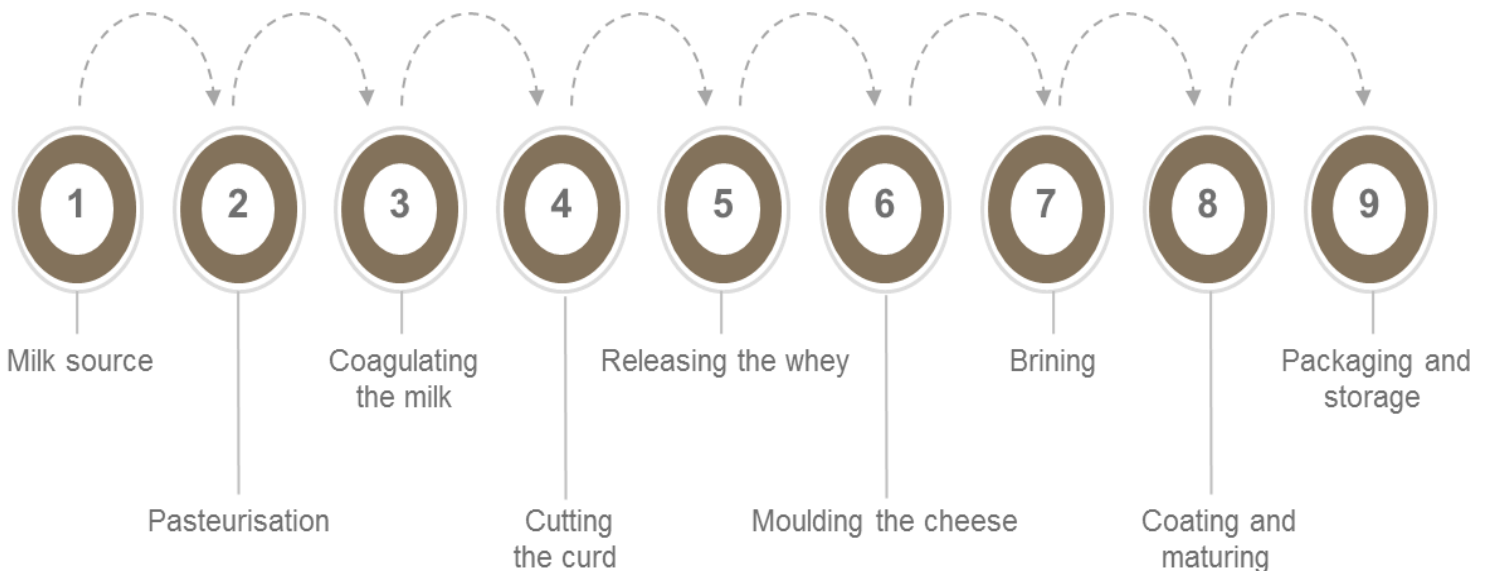 1
2
3
4
5
6
7
8
9
Milk source
Coagulating
the milk
Releasing the whey
Brining
Packaging and
storage
Pasteurisation
Cutting
the curd
Moulding the cheese
Coating and
maturing